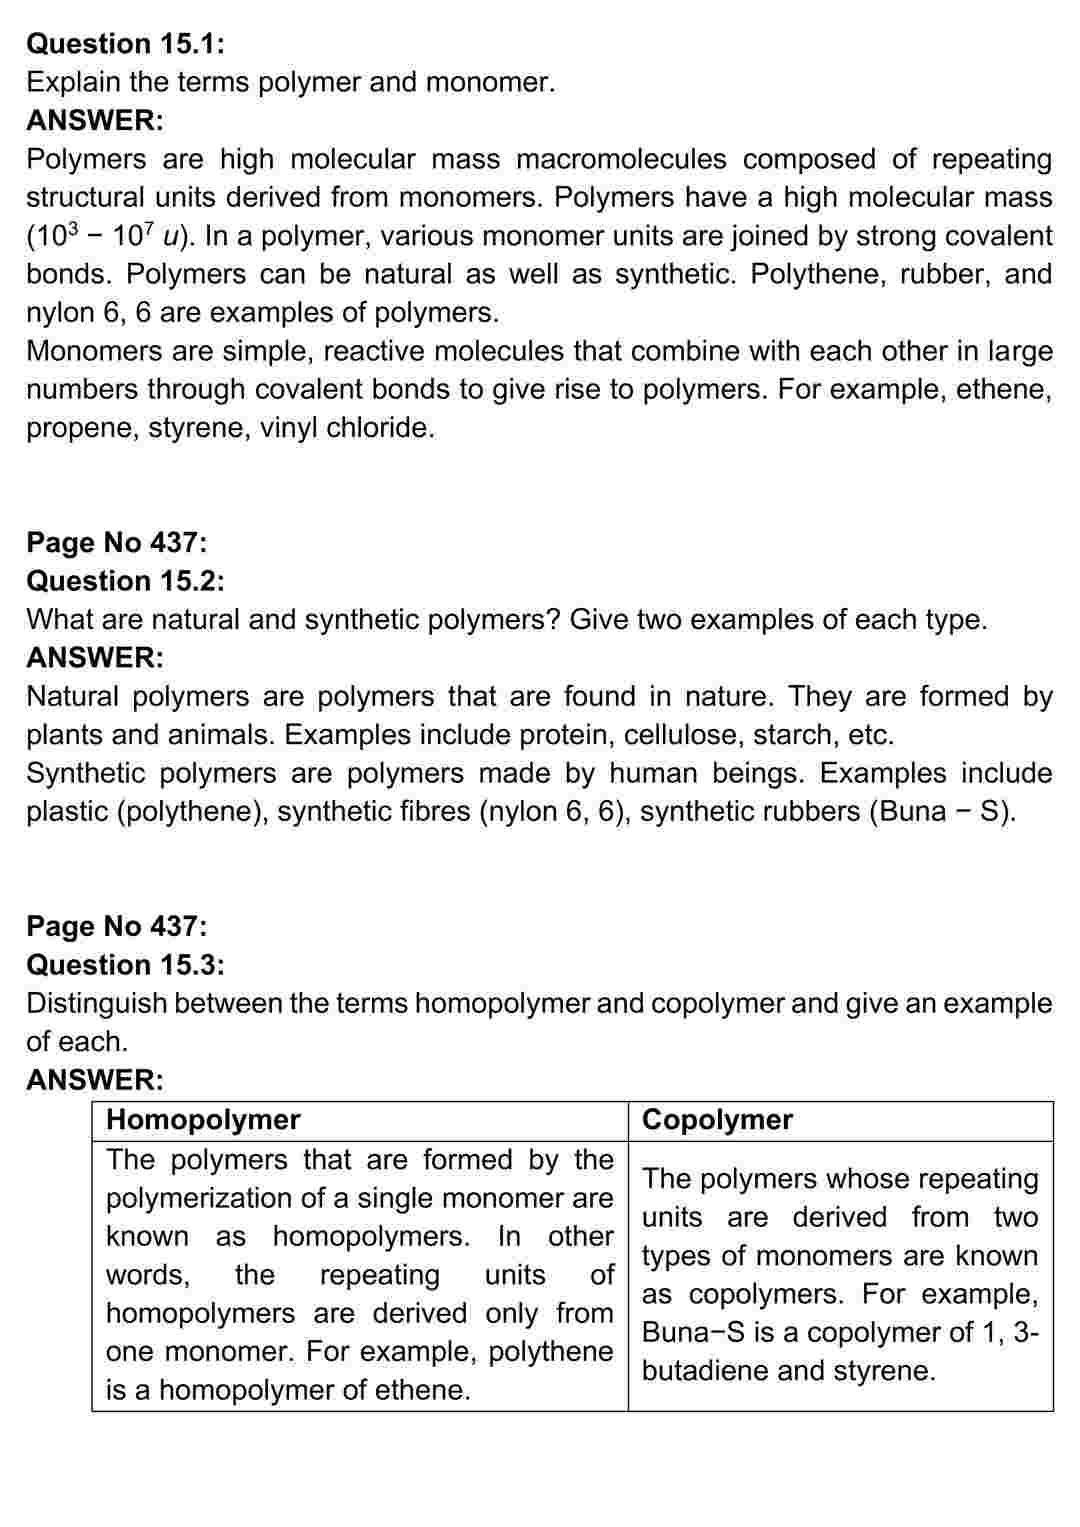 Question 15.1:
Explain the terms polymer and monomer.
ANSWER:
Polymers are high molecular mass macromolecules composed of repeating
structural units derived from monomers. Polymers have a high molecular mass
(10³ − 10⁷ u). In a polymer, various monomer units are joined by strong covalent
bonds. Polymers can be natural as well as synthetic. Polythene, rubber, and
nylon 6, 6 are examples of polymers.
Monomers are simple, reactive molecules that combine with each other in large
numbers through covalent bonds to give rise to polymers. For example, ethene,
propene, styrene, vinyl chloride.
Page No 437:
Question 15.2:
What are natural and synthetic polymers? Give two examples of each type.
ANSWER:
Natural polymers are polymers that are found in nature. They are formed by
plants and animals. Examples include protein, cellulose, starch, etc.
Synthetic polymers are polymers made by human beings. Examples include
plastic (polythene), synthetic fibres (nylon 6, 6), synthetic rubbers (Buna − S).
Page No 437:
Question 15.3:
Distinguish between the terms homopolymer and copolymer and give an example
of each.
ANSWER:
Homopolymer
Copolymer
The polymers that are formed by the
polymerization of a single monomer are
known as homopolymers. In other
words, the repeating units of
homopolymers are derived only from
one monomer. For example, polythene
is a homopolymer of ethene.
The polymers whose repeating
units are derived from two
types of monomers are known
as copolymers. For example,
Buna−S is a copolymer of 1, 3-
butadiene and styrene.